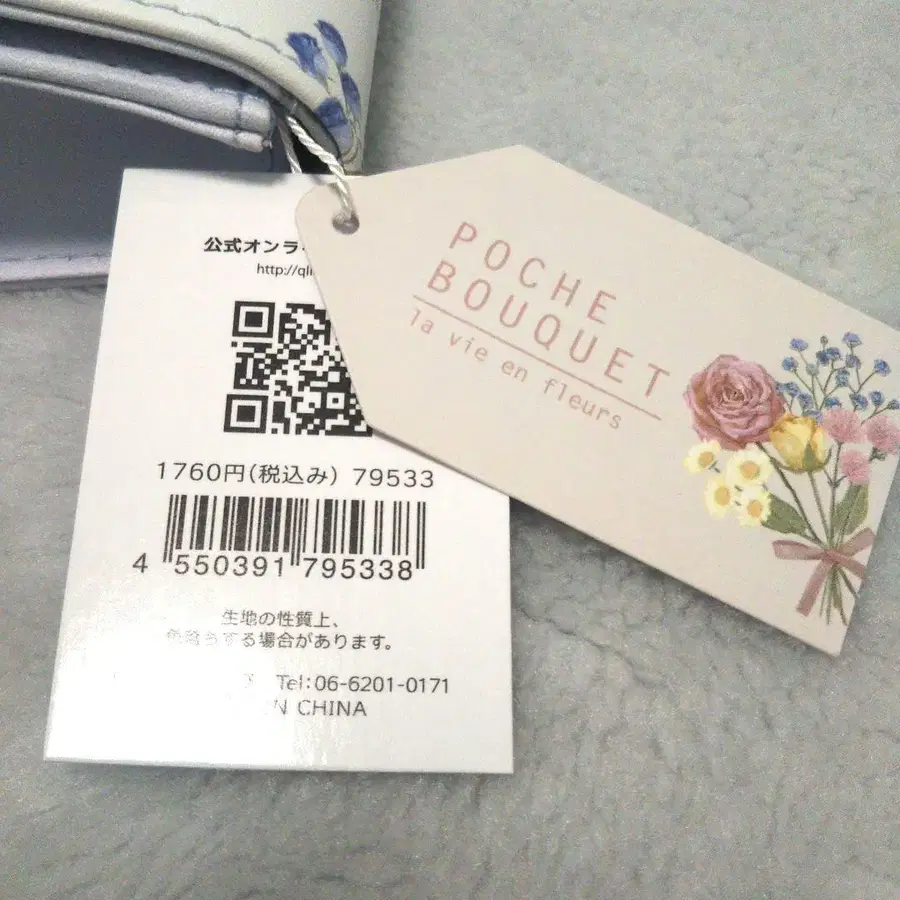 公式オンラ
http://ql
POCHE
BOUQUET
la vie en fleurs
1760円(税込み) 79533
4 550391 795338
生地の性質上、
する場合があります。
Tel:06-6201-0171
N CHINA